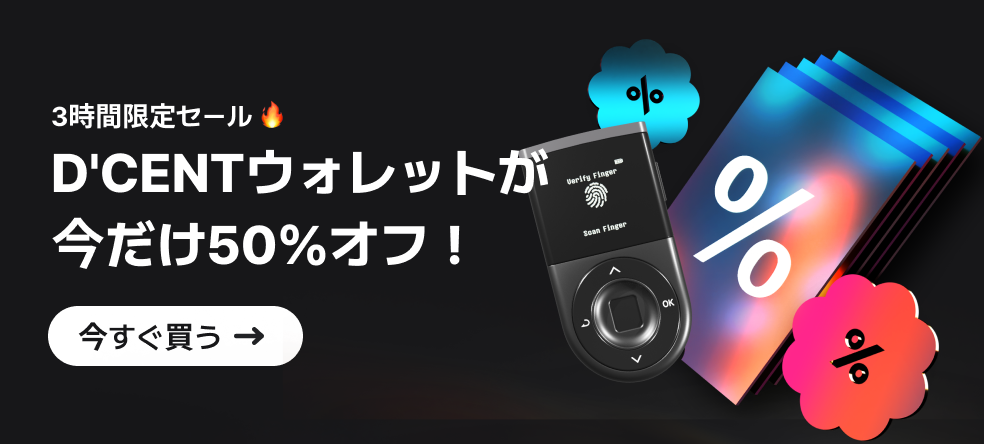 3時間限定セール🔥
D'CENTウォレットが
今だけ50%オフ！
今すぐ買う →
%
Verify Finger
Scan Finger
OK
%
%